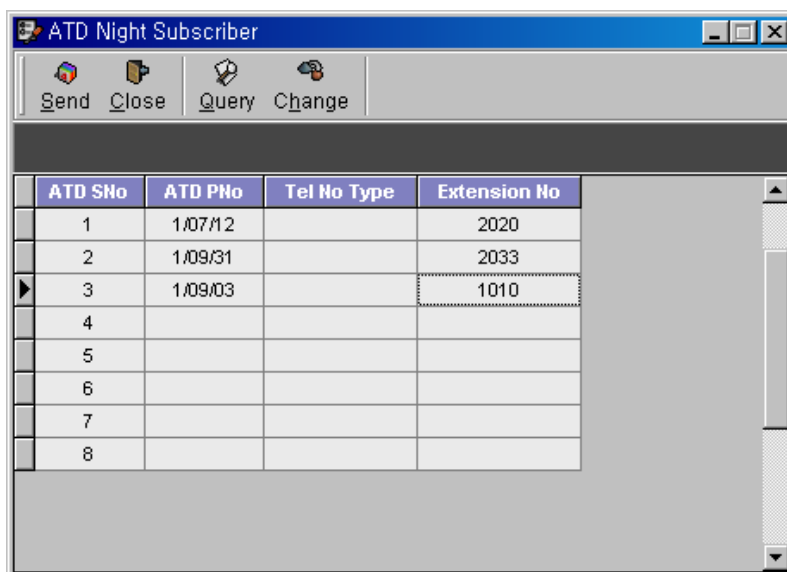 ATD Night Subscriber
Send Close Query Change
ATD SNo ATD PNo Tel No Type Extension No
1 1/07/12 2020
2 1/09/31 2033
3 1/09/03 1010
4
5
6
7
8